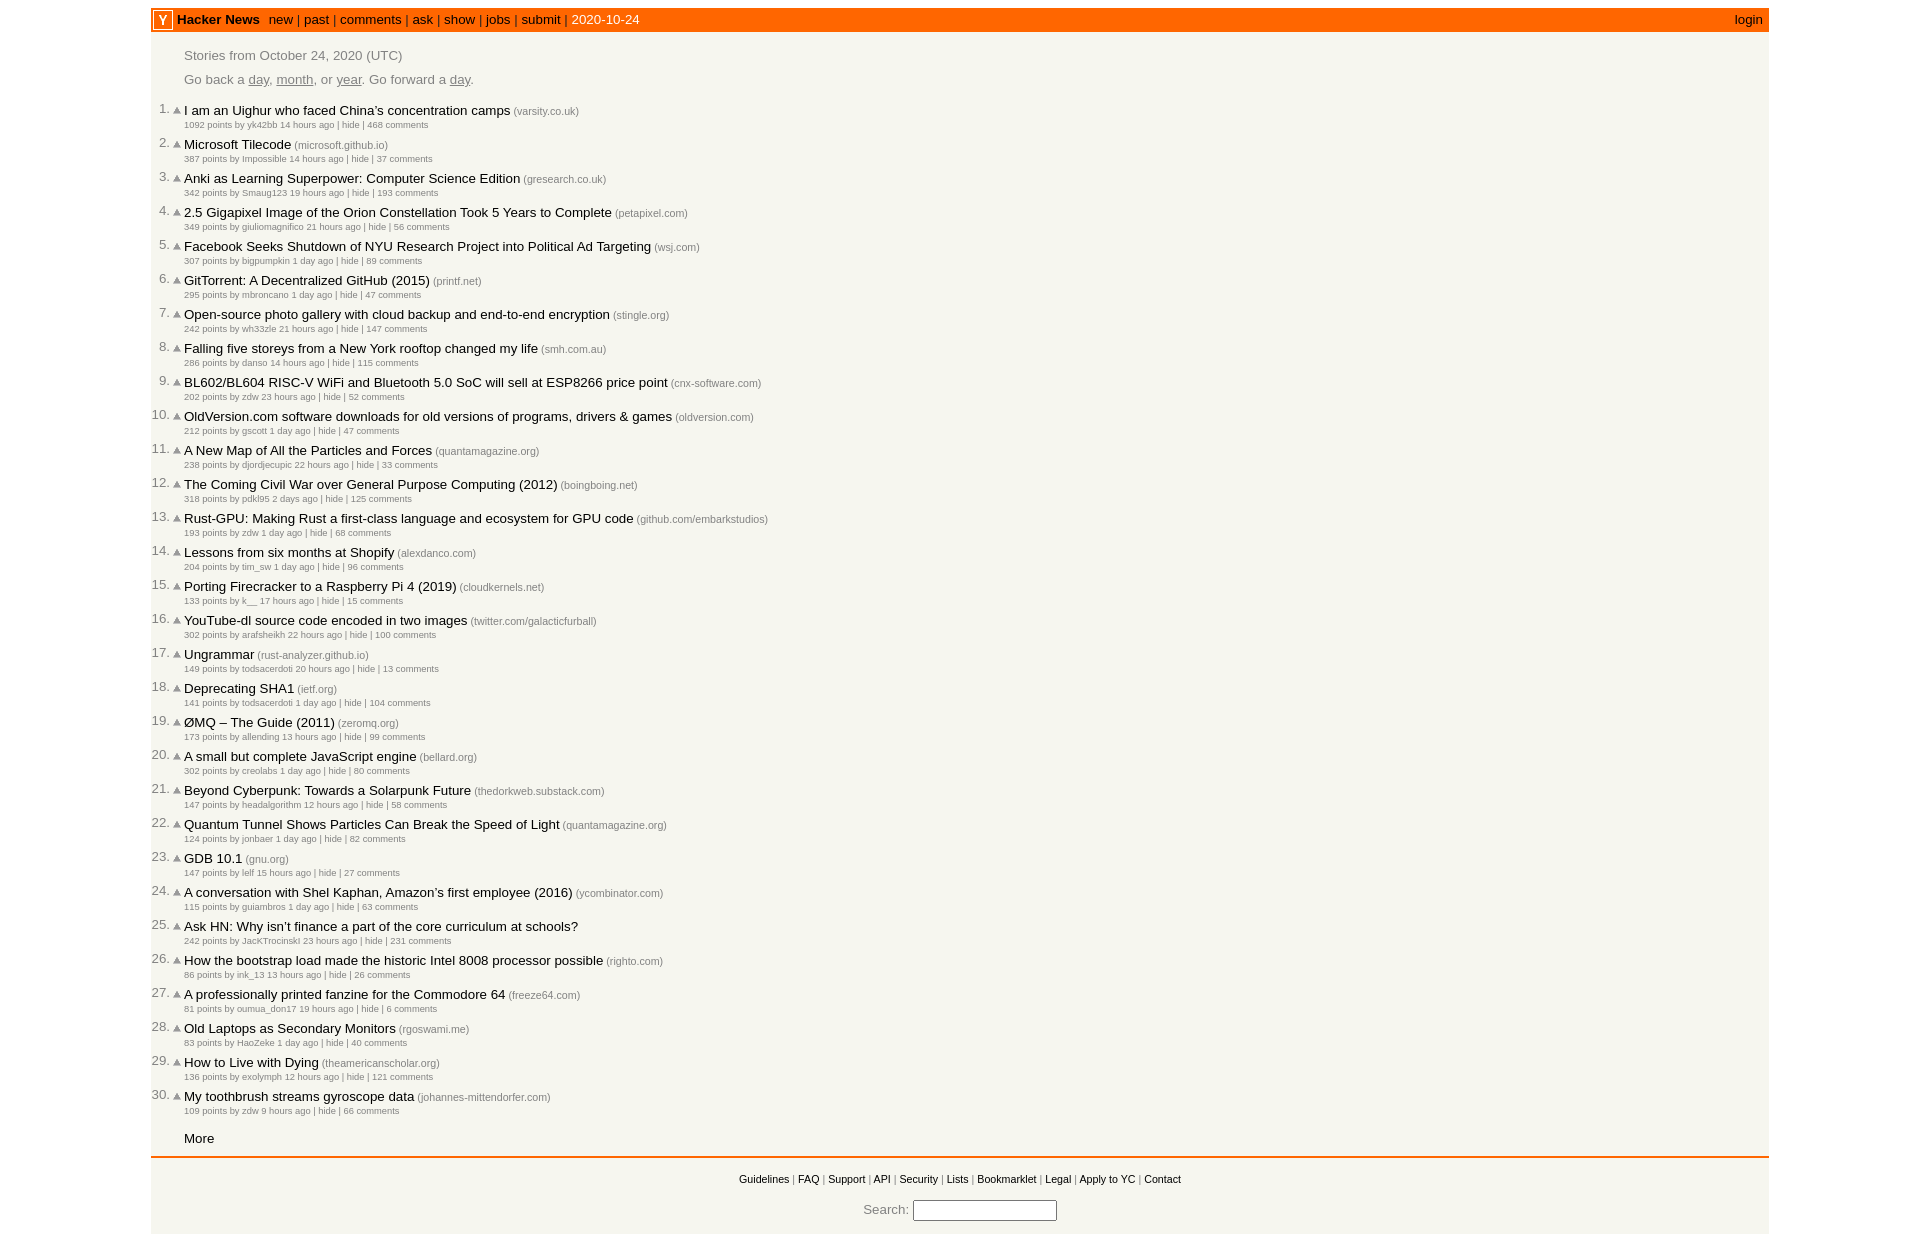 Y Hacker News new | past | comments | ask | show | jobs | submit | 2020-10-24 login
Stories from October 24, 2020 (UTC)
Go back a day, month, or year. Go forward a day.
1. I am an Uighur who faced China’s concentration camps (varsity.co.uk)
1092 points by yk42bb 14 hours ago | hide | 468 comments
2. Microsoft Tilecode (microsoft.github.io)
387 points by Impossible 14 hours ago | hide | 37 comments
3. Anki as Learning Superpower: Computer Science Edition (gresearch.co.uk)
342 points by Smaug123 19 hours ago | hide | 193 comments
4. 2.5 Gigapixel Image of the Orion Constellation Took 5 Years to Complete (petapixel.com)
349 points by giuliomagnifico 21 hours ago | hide | 56 comments
5. Facebook Seeks Shutdown of NYU Research Project into Political Ad Targeting (wsj.com)
307 points by bigpumpkin 1 day ago | hide | 89 comments
6. GitTorrent: A Decentralized GitHub (2015) (printf.net)
295 points by mbroncano 1 day ago | hide | 47 comments
7. Open-source photo gallery with cloud backup and end-to-end encryption (stingle.org)
242 points by wh33zle 21 hours ago | hide | 147 comments
8. Falling five storeys from a New York rooftop changed my life (smh.com.au)
286 points by danso 14 hours ago | hide | 115 comments
9. BL602/BL604 RISC-V WiFi and Bluetooth 5.0 SoC will sell at ESP8266 price point (cnx-software.com)
202 points by zdw 23 hours ago | hide | 52 comments
10. OldVersion.com software downloads for old versions of programs, drivers & games (oldversion.com)
212 points by gscott 1 day ago | hide | 47 comments
11. A New Map of All the Particles and Forces (quantamagazine.org)
238 points by djordjecupic 22 hours ago | hide | 33 comments
12. The Coming Civil War over General Purpose Computing (2012) (boingboing.net)
318 points by pdkl95 2 days ago | hide | 125 comments
13. Rust-GPU: Making Rust a first-class language and ecosystem for GPU code (github.com/embarkstudios)
193 points by zdw 1 day ago | hide | 68 comments
14. Lessons from six months at Shopify (alexdanco.com)
204 points by tim_sw 1 day ago | hide | 96 comments
15. Porting Firecracker to a Raspberry Pi 4 (2019) (cloudkernels.net)
133 points by k__ 17 hours ago | hide | 15 comments
16. YouTube-dl source code encoded in two images (twitter.com/galacticfurball)
302 points by arafsheikh 22 hours ago | hide | 100 comments
17. Ungrammar (rust-analyzer.github.io)
149 points by todsacerdoti 20 hours ago | hide | 13 comments
18. Deprecating SHA1 (ietf.org)
141 points by todsacerdoti 1 day ago | hide | 104 comments
19. ØMQ – The Guide (2011) (zeromq.org)
173 points by allending 13 hours ago | hide | 99 comments
20. A small but complete JavaScript engine (bellard.org)
302 points by creolabs 1 day ago | hide | 80 comments
21. Beyond Cyberpunk: Towards a Solarpunk Future (thedorkweb.substack.com)
147 points by headalgorithm 12 hours ago | hide | 58 comments
22. Quantum Tunnel Shows Particles Can Break the Speed of Light (quantamagazine.org)
124 points by jonbaer 1 day ago | hide | 82 comments
23. GDB 10.1 (gnu.org)
147 points by lelf 15 hours ago | hide | 27 comments
24. A conversation with Shel Kaphan, Amazon’s first employee (2016) (ycombinator.com)
115 points by guiambros 1 day ago | hide | 63 comments
25. Ask HN: Why isn’t finance a part of the core curriculum at schools?
242 points by JacKTrocinskI 23 hours ago | hide | 231 comments
26. How the bootstrap load made the historic Intel 8008 processor possible (righto.com)
86 points by ink_13 13 hours ago | hide | 26 comments
27. A professionally printed fanzine for the Commodore 64 (freeze64.com)
81 points by oumua_don17 19 hours ago | hide | 6 comments
28. Old Laptops as Secondary Monitors (rgoswami.me)
83 points by HaoZeke 1 day ago | hide | 40 comments
29. How to Live with Dying (theamericanscholar.org)
136 points by exolymph 12 hours ago | hide | 121 comments
30. My toothbrush streams gyroscope data (johannes-mittendorfer.com)
109 points by zdw 9 hours ago | hide | 66 comments
More
Guidelines | FAQ | Support | API | Security | Lists | Bookmarklet | Legal | Apply to YC | Contact
Search: